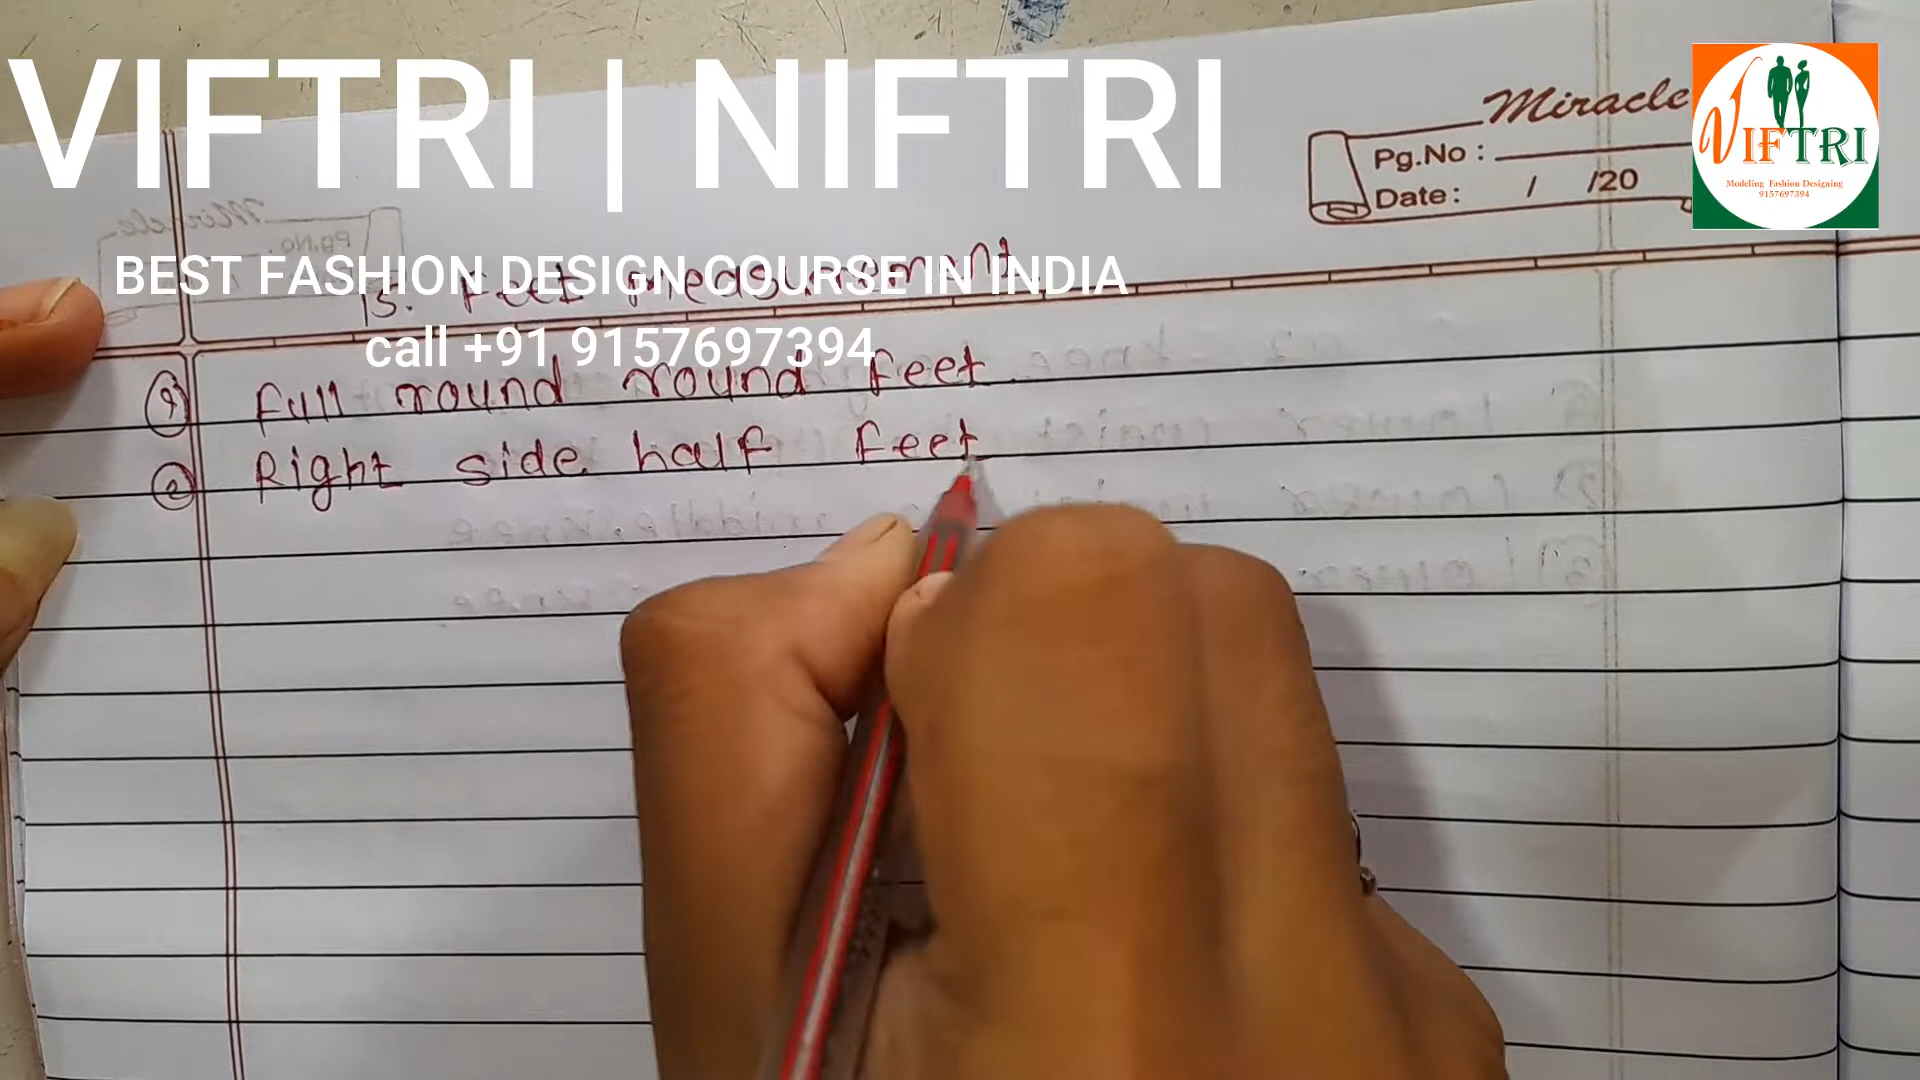 VIFTRI | NIFTRI
Miracle
Pg.No :
Date : / /20
VIFTRI
Modeling Fashion Designing
9157697394
BEST FASHION DESIGN COURSE IN INDIA
15. Feet measurement
call +91 9157697394
① Full round round feet.
② Right side half feet